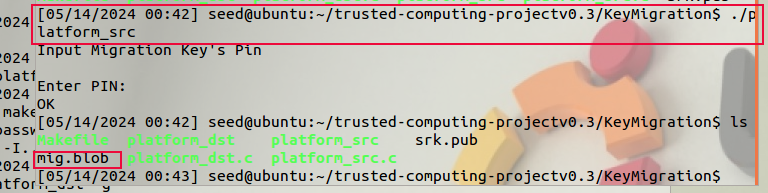 [05/14/2024 00:42] seed@ubuntu:~/trusted-computing-projectv0.3/KeyMigration$ ./p
latform_src
Input Migration Key's Pin
Enter PIN:
OK
[05/14/2024 00:42] seed@ubuntu:~/trusted-computing-projectv0.3/KeyMigration$ ls
Makefile platform_dst platform_src srk.pub
mig.blob platform_dst.c platform_src.c
[05/14/2024 00:43] seed@ubuntu:~/trusted-computing-projectv0.3/KeyMigration$